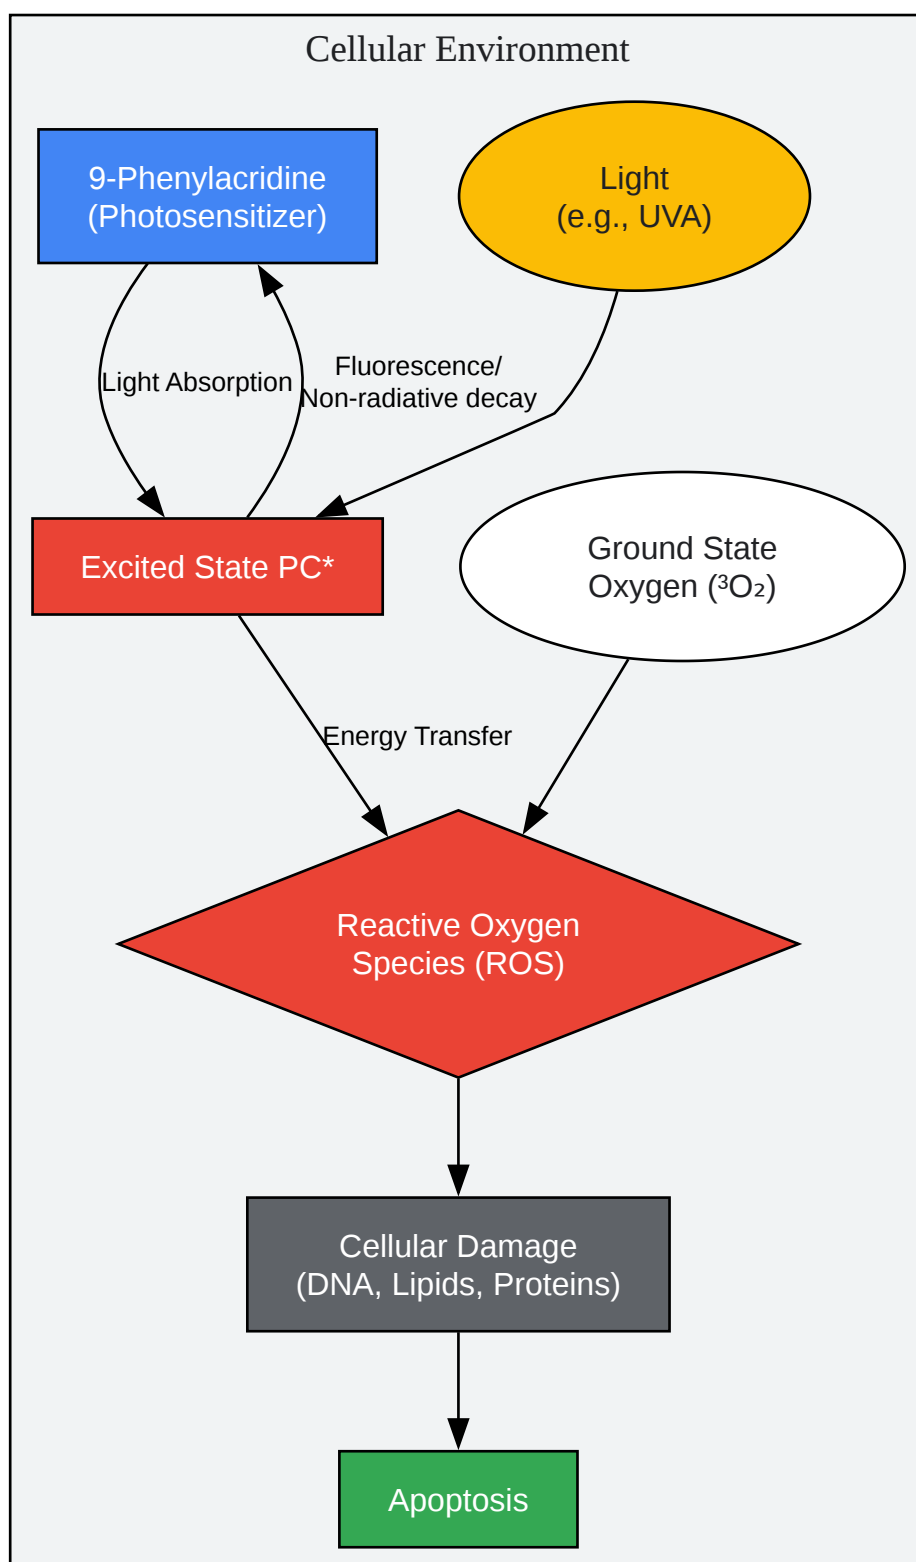 Cellular Environment
9-Phenylacridine
(Photosensitizer)
Light
(e.g., UVA)
Light Absorption
Fluorescence/
Non-radiative decay
Excited State PC*
Ground State
Oxygen (³O₂)
Energy Transfer
Reactive Oxygen
Species (ROS)
Cellular Damage
(DNA, Lipids, Proteins)
Apoptosis